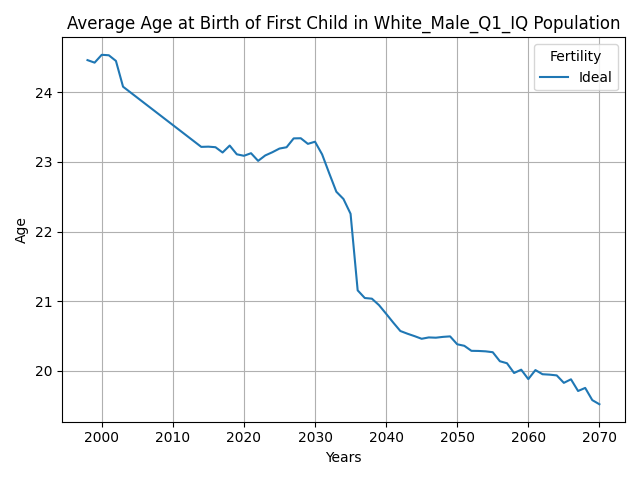 Average Age at Birth of First Child in White_Male_Q1_IQ Population
Fertility
Ideal
Age
24
23
22
21
20
2000 2010 2020 2030 2040 2050 2060 2070
Years